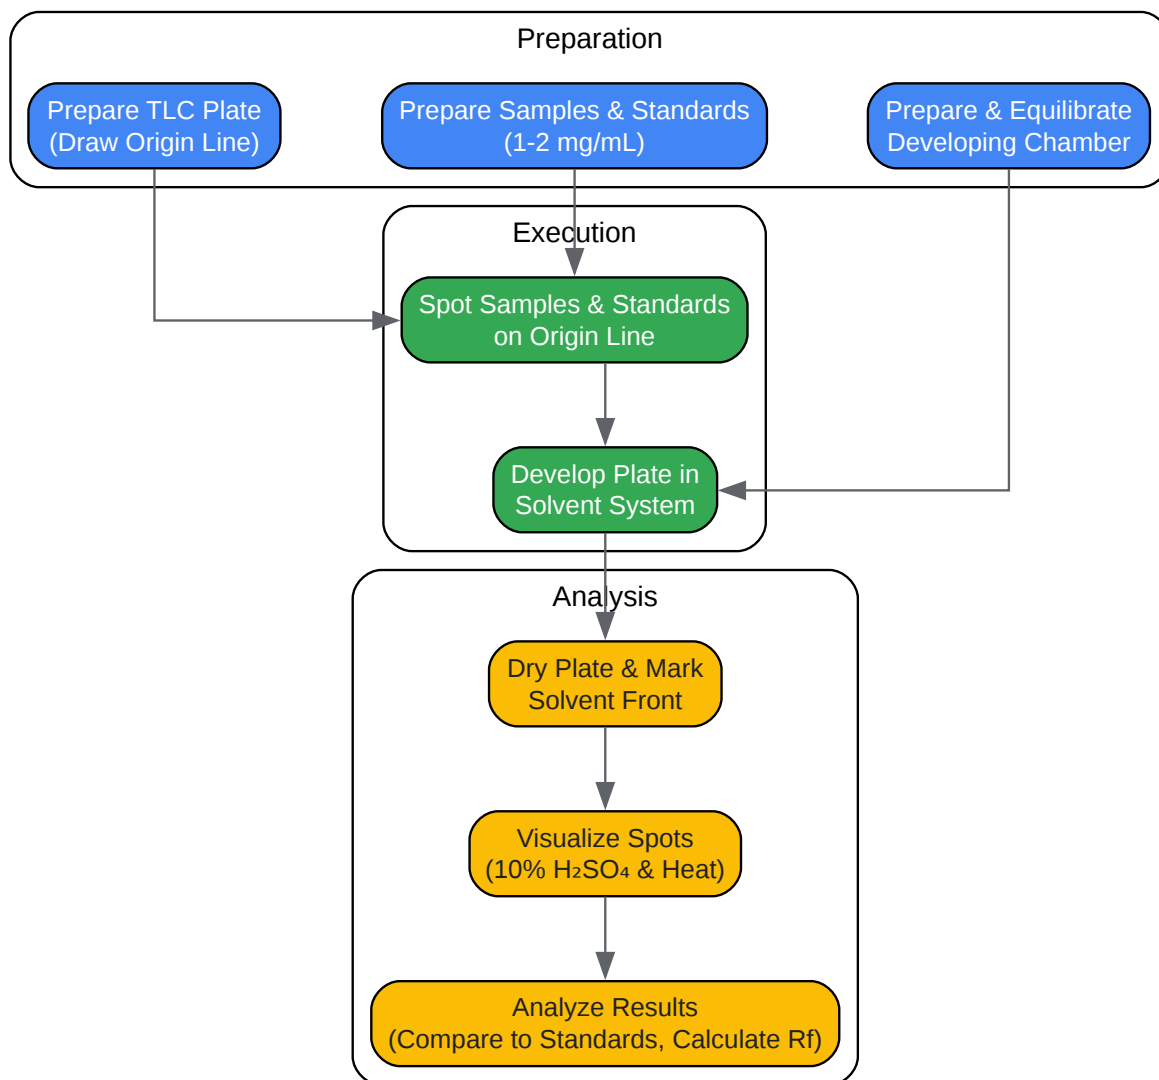 Preparation
Prepare TLC Plate
(Draw Origin Line)
Prepare Samples & Standards
(1-2 mg/mL)
Prepare & Equilibrate
Developing Chamber
Execution
Spot Samples & Standards
on Origin Line
Develop Plate in
Solvent System
Analysis
Dry Plate & Mark
Solvent Front
Visualize Spots
(10% H₂SO₄ & Heat)
Analyze Results
(Compare to Standards, Calculate Rf)